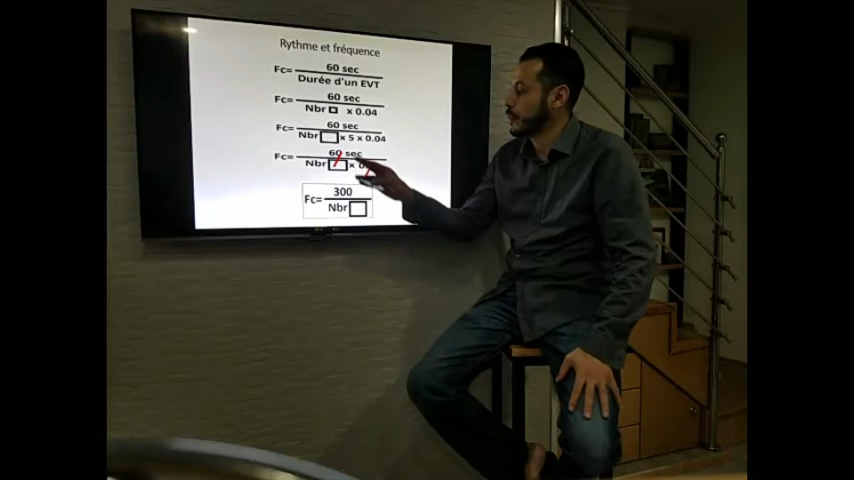 Rythme et fréquence
Fc= 60 sec
Durée d'un EVT
Fc= 60 sec
Nbr x 0.04
Fc= 60 sec
Nbr x 5 x 0.04
Fc= 60 sec
Nbr x
Fc= 300
Nbr